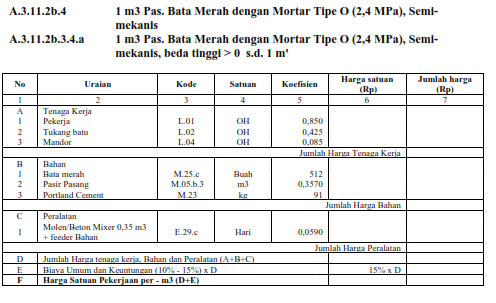 A.3.11.2b.4 1 m3 Pas. Bata Merah dengan Mortar Tipe O (2,4 MPa), Semi-
mekanis
A.3.11.2b.3.4.a 1 m3 Pas. Bata Merah dengan Mortar Tipe O (2,4 MPa), Semi-
mekanis, beda tinggi > 0 s.d. 1 m'
No Uraian Kode Satuan Koefisien Harga satuan (Rp) Jumlah harga (Rp)
1 2 3 4 5 6 7
A Tenaga Kerja
1 Pekerja L.01 OH 0,850
2 Tukang batu L.02 OH 0,425
3 Mandor L.04 OH 0,085
Jumlah Harga Tenaga Kerja
B Bahan
1 Bata merah M.25.c Buah 512
2 Pasir Pasang M.05.b.3 m3 0,3570
3 Portland Cement M.23 kg 91
Jumlah Harga Bahan
C Peralatan
1 Molen/Beton Mixer 0,35 m3 + feeder Bahan E.29.c Hari 0,0590
Jumlah Harga Peralatan
D Jumlah Harga tenaga kerja, Bahan dan Peralatan (A+B+C)
E Biaya Umum dan Keuntungan (10% - 15%) x D 15% x D
F Harga Satuan Pekerjaan per - m3 (D+E)